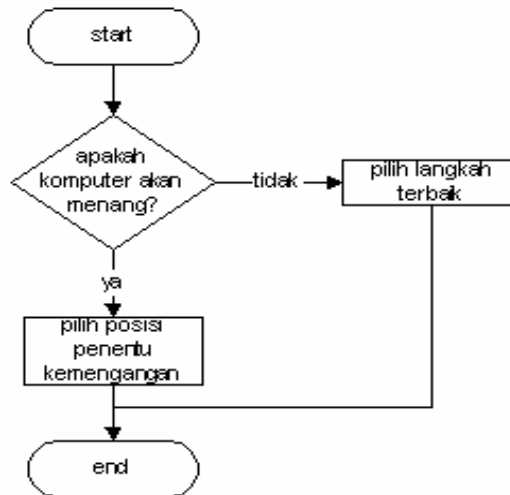 start
apakah
komputer akan
menang?
tidak
pilih langkah
terbaik
ya
pilih posisi
penentu
kemengangan
end